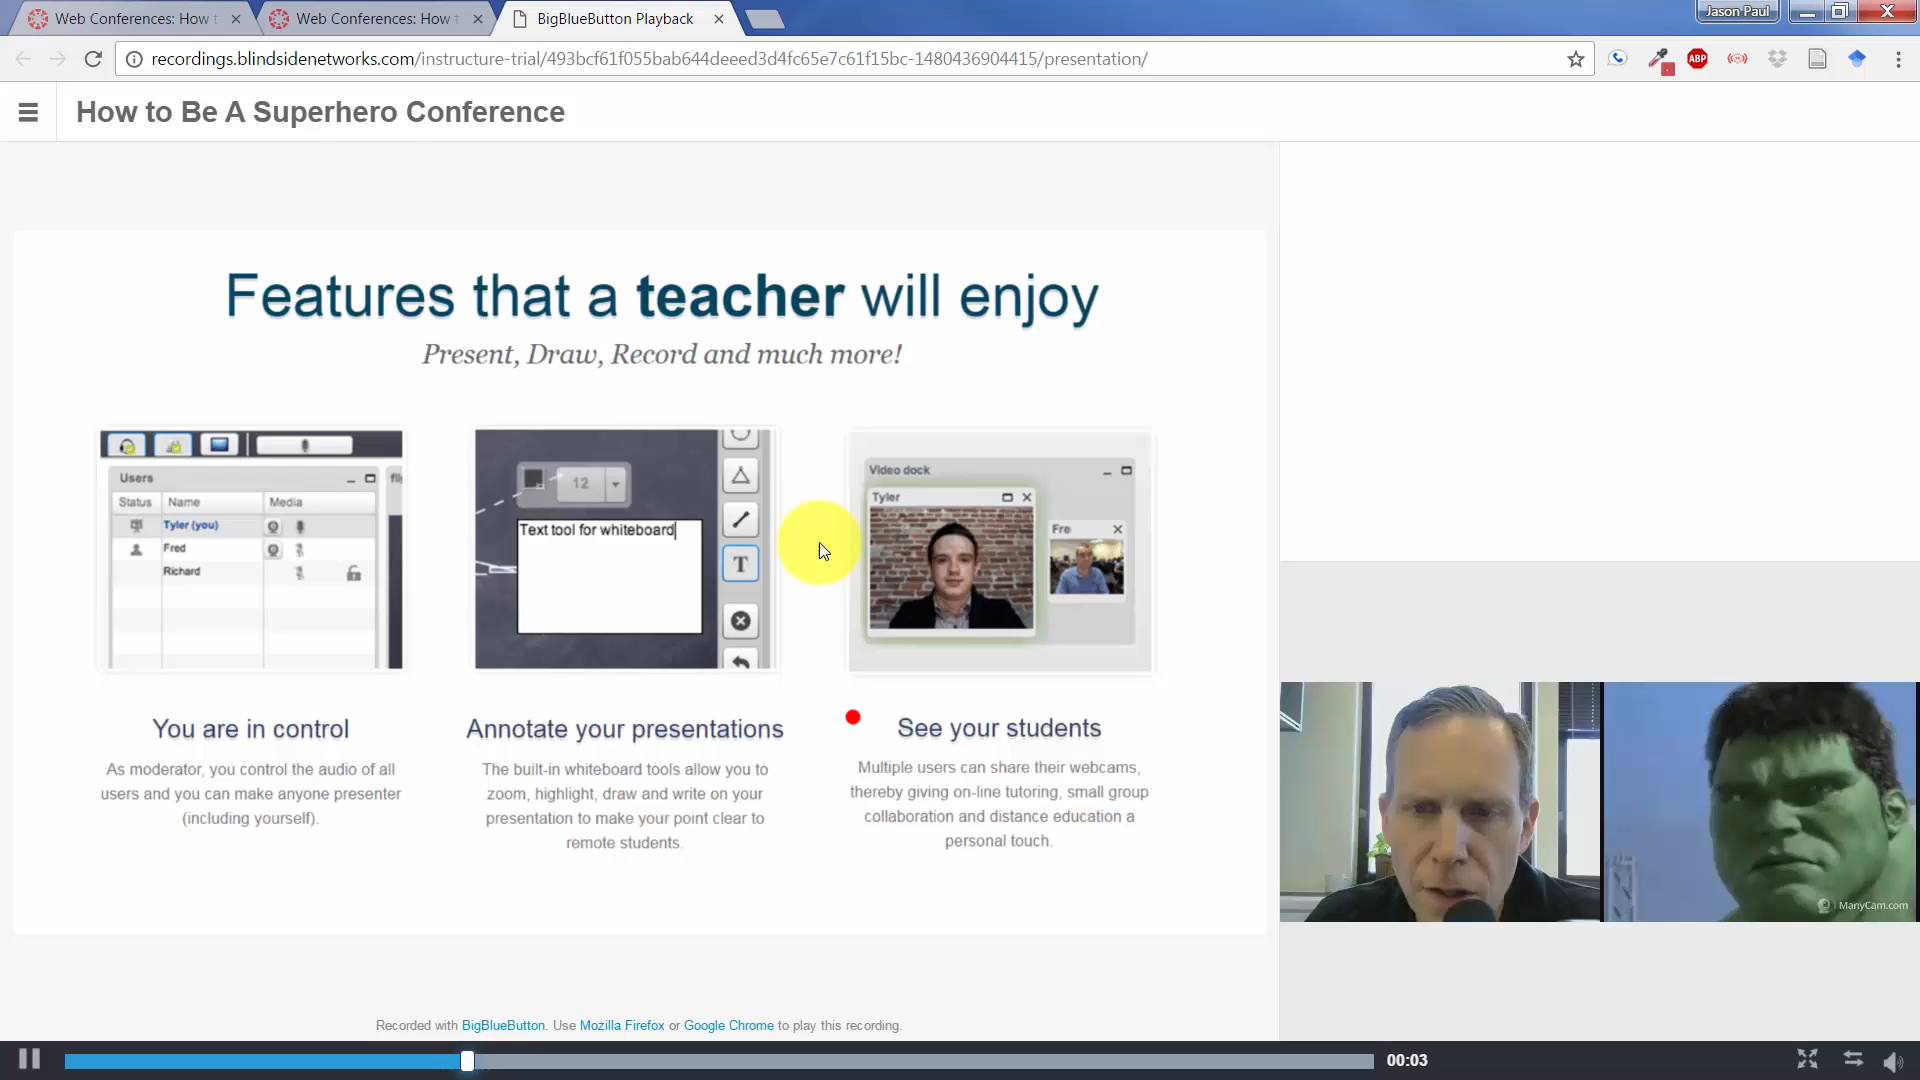 Web Conferences: How t
Web Conferences: How t
BigBlueButton Playback
Jason Paul
recordings.blindsidenetworks.com/instructure-trial/493bcf61f055bab644deeed3d4fc65e7c61f15bc-1480436904415/presentation/
ABP
How to Be A Superhero Conference
Features that a teacher will enjoy
Present, Draw, Record and much more!
Users
Status Name Media
Tyler (you)
Fred
Richard
12
Text tool for whiteboard
T
Video dock
Tyler
Fre
You are in control
As moderator, you control the audio of all
users and you can make anyone presenter
(including yourself).
Annotate your presentations
The built-in whiteboard tools allow you to
zoom, highlight, draw and write on your
presentation to make your point clear to
remote students.
See your students
Multiple users can share their webcams,
thereby giving on-line tutoring, small group
collaboration and distance education a
personal touch.
ManyCam.com
Recorded with BigBlueButton. Use Mozilla Firefox or Google Chrome to play this recording.
00:03